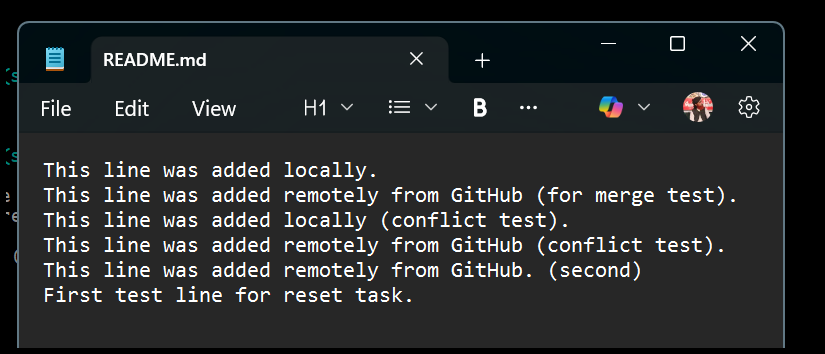 README.md
File Edit View H1 B ...
This line was added locally.
This line was added remotely from GitHub (for merge test).
This line was added locally (conflict test).
This line was added remotely from GitHub (conflict test).
This line was added remotely from GitHub. (second)
First test line for reset task.